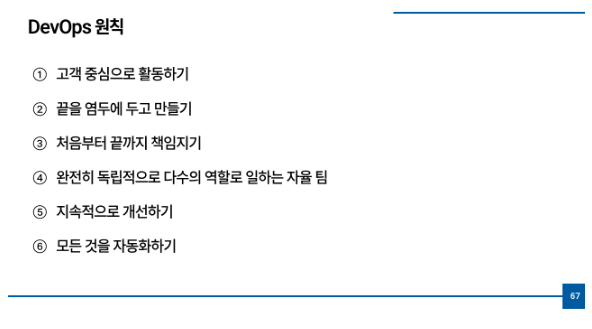 DevOps 원칙
① 고객 중심으로 활동하기
② 끝을 염두에 두고 만들기
③ 처음부터 끝까지 책임지기
④ 완전히 독립적으로 다수의 역할로 일하는 자율 팀
⑤ 지속적으로 개선하기
⑥ 모든 것을 자동화하기
67